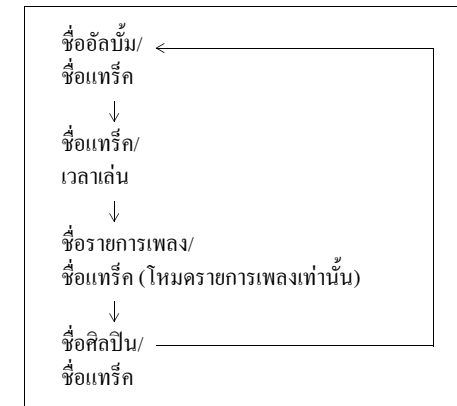 ชื่ออัลบั้ม/
ชื่อแทร็ค
ชื่อแทร็ค/
เวลาเล่น
ชื่อรายการเพลง/
ชื่อแทร็ค (โหมดรายการเพลงเท่านั้น)
ชื่อศิลปิน/
ชื่อแทร็ค